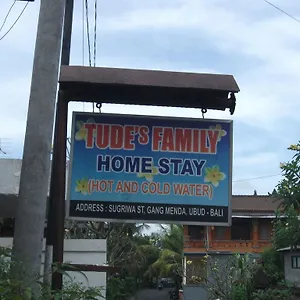 TUDE'S FAMILY
HOME STAY
(HOT AND COLD WATER)
ADDRESS : SUGRIWA ST, GANG MENDA, UBUD - BALI